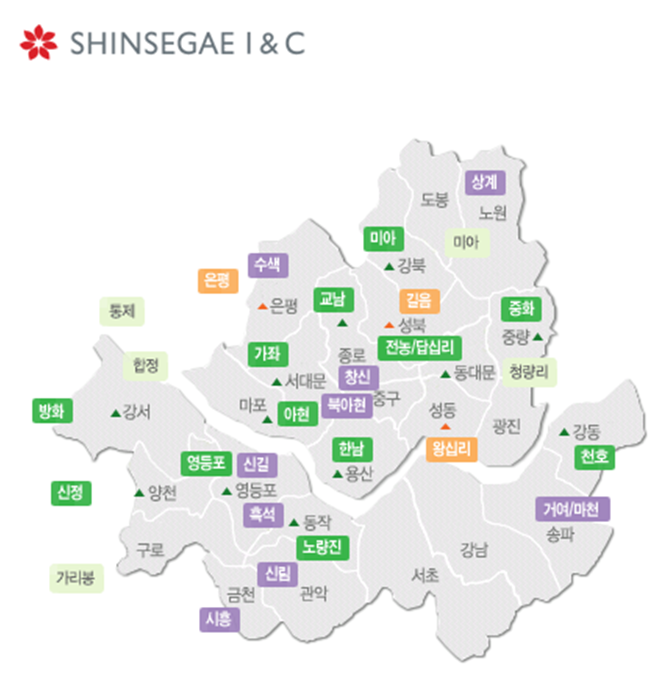 SHINSEGAE I & C
상계
도봉
노원
미아
미아
수색
강북
은평
교남
길음
중화
은평
통제
성북
중량
전농/답십리
가좌
종로
합정
창신
동대문
청량리
서대문
북아현
중구
방화
강서
마포
아현
성동
광진
강동
한남
왕십리
천호
영등포
신길
용산
신정
양천
영등포
거여/마천
흑석
동작
송파
구로
노량진
강남
가리봉
신림
서초
금천
관악
시흥